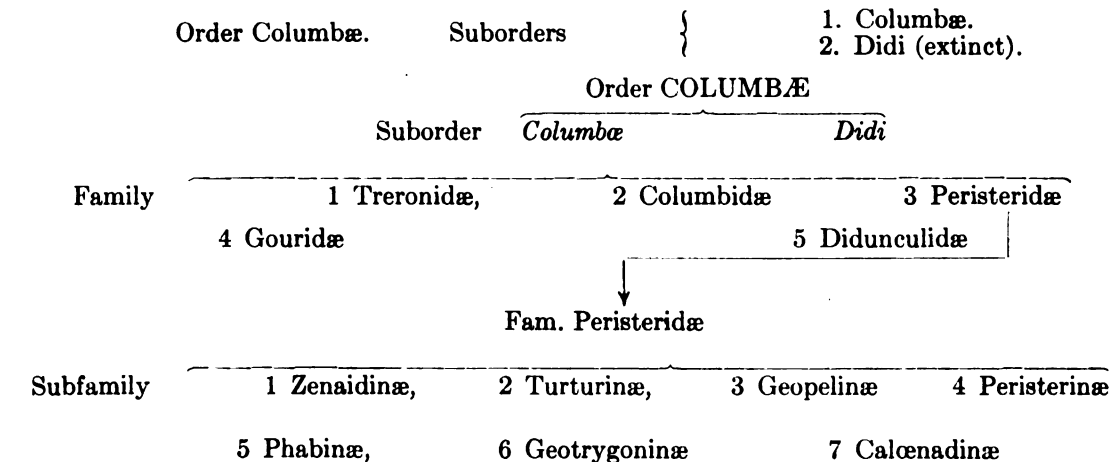 Order Columbæ. Suborders { 1. Columbæ.
2. Didi (extinct).
Order COLUMBÆ
Suborder Columbæ Didi
Family 1 Treronidæ, 2 Columbidæ 3 Peristeridæ
4 Gouridæ 5 Didunculidæ
Fam. Peristeridæ
Subfamily 1 Zenaidinæ, 2 Turturinæ, 3 Geopelinæ 4 Peristerinæ
5 Phabinæ, 6 Geotrygoninæ 7 Calœnadinæ